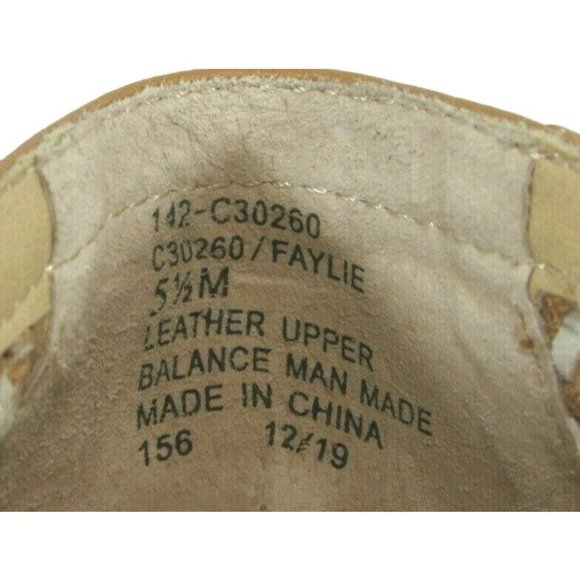 142-C30260
C30260/FAYLIE
5½M
LEATHER UPPER
BALANCE MAN MADE
MADE IN CHINA
156 12/19